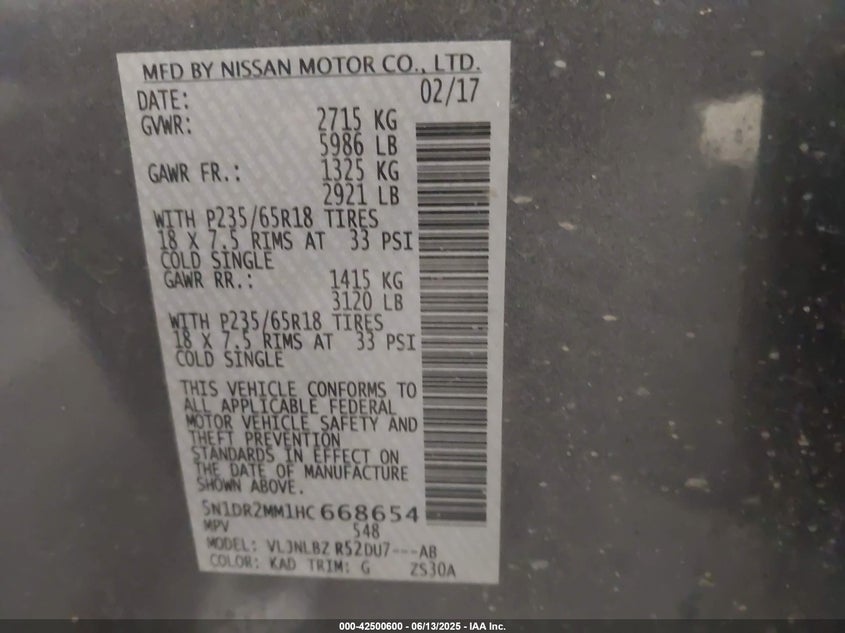 MFD BY NISSAN MOTOR CO., LTD.
DATE: 02/17
GVWR: 2715 KG
5986 LB
GAWR FR.: 1325 KG
2921 LB
WITH P235/65R18 TIRES
18 X 7.5 RIMS AT 33 PSI
COLD SINGLE
GAWR RR.: 1415 KG
3120 LB
WITH P235/65R18 TIRES
18 X 7.5 RIMS AT 33 PSI
COLD SINGLE
THIS VEHICLE CONFORMS TO
ALL APPLICABLE FEDERAL
MOTOR VEHICLE SAFETY AND
THEFT PREVENTION
STANDARDS IN EFFECT ON
THE DATE OF MANUFACTURE
SHOWN ABOVE.
5N1DR2MM1HC668654
MPV 548
MODEL: VLJNLBZ R52DU7---AB
COLOR: KAD TRIM: G ZS30A
000-42500600 - 06/13/2025 - IAA Inc.